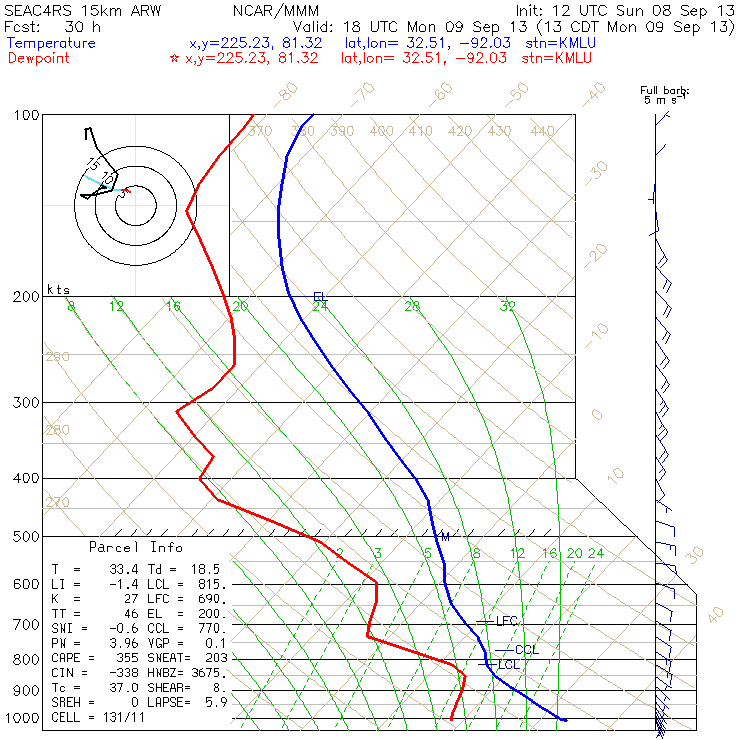 SEAC4RS 15km ARW NCAR/MMM Init: 12 UTC Sun 08 Sep 13
Fcst: 30 h Valid: 18 UTC Mon 09 Sep 13 (13 CDT Mon 09 Sep 13)
Temperature x,y=225.23, 81.32 lat,lon= 32.51, -92.03 stn=KMLU
Dewpoint ☆ x,y=225.23, 81.32 lat,lon= 32.51, -92.03 stn=KMLU
Full barb:
5 m s⁻¹
-80 -70 -60 -50 -40
100
370 380 390 400 410 420 430 440
15
10
5
-30
-20
kts
200
EL
8 12 16 20 24 28 32
-10
290
300
0
280
400
10
270
500
M
2 3 5 8 12 16 20 24
30
600
40
700
LFC
CCL
800
LCL
900
1000
Parcel Info
T = 33.4 Td = 18.5
LI = -1.4 LCL = 815.
K = 27 LFC = 690.
TT = 46 EL = 200.
SWI = -0.6 CCL = 770.
PW = 3.96 VGP = 0.1
CAPE = 355 SWEAT= 203
CIN = -338 HWBZ= 3675.
Tc = 37.0 SHEAR= 8.
SREH = 0 LAPSE= 5.9
CELL = 131/11